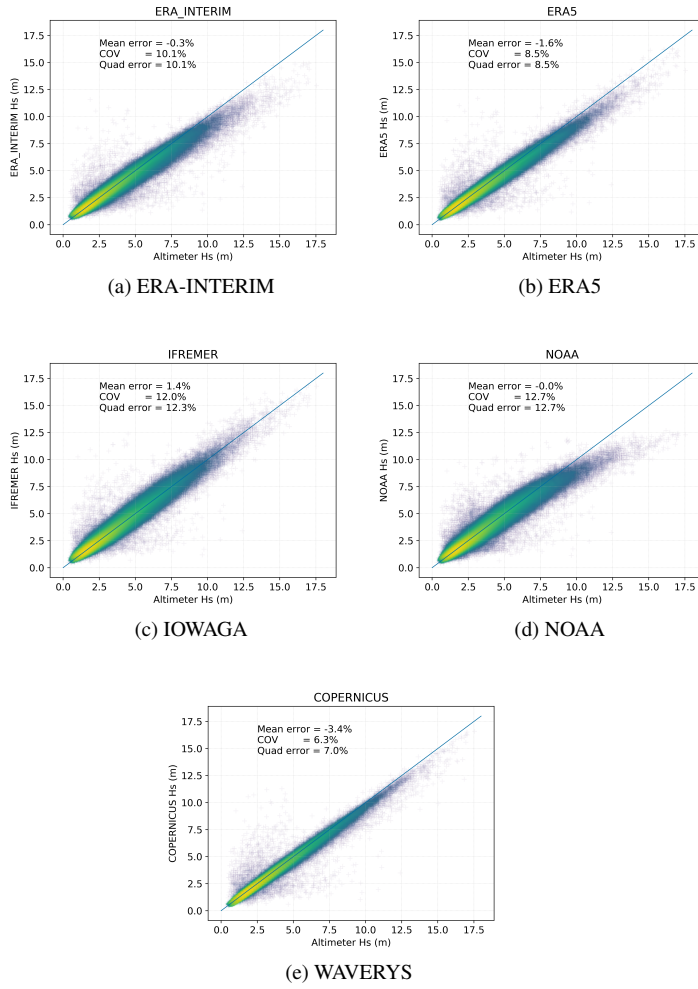 ERA_INTERIM
Mean error = -0.3%
COV = 10.1%
Quad error = 10.1%
ERA_INTERIM Hs (m)
17.5
15.0
12.5
10.0
7.5
5.0
2.5
0.0
0.0 2.5 5.0 7.5 10.0 12.5 15.0 17.5
Altimeter Hs (m)
(a) ERA-INTERIM
ERA5
Mean error = -1.6%
COV = 8.5%
Quad error = 8.5%
ERA5 Hs (m)
17.5
15.0
12.5
10.0
7.5
5.0
2.5
0.0
0.0 2.5 5.0 7.5 10.0 12.5 15.0 17.5
Altimeter Hs (m)
(b) ERA5
IFREMER
Mean error = 1.4%
COV = 12.0%
Quad error = 12.3%
IFREMER Hs (m)
17.5
15.0
12.5
10.0
7.5
5.0
2.5
0.0
0.0 2.5 5.0 7.5 10.0 12.5 15.0 17.5
Altimeter Hs (m)
(c) IOWAGA
NOAA
Mean error = -0.0%
COV = 12.7%
Quad error = 12.7%
NOAA Hs (m)
17.5
15.0
12.5
10.0
7.5
5.0
2.5
0.0
0.0 2.5 5.0 7.5 10.0 12.5 15.0 17.5
Altimeter Hs (m)
(d) NOAA
COPERNICUS
Mean error = -3.4%
COV = 6.3%
Quad error = 7.0%
COPERNICUS Hs (m)
17.5
15.0
12.5
10.0
7.5
5.0
2.5
0.0
0.0 2.5 5.0 7.5 10.0 12.5 15.0 17.5
Altimeter Hs (m)
(e) WAVERYS